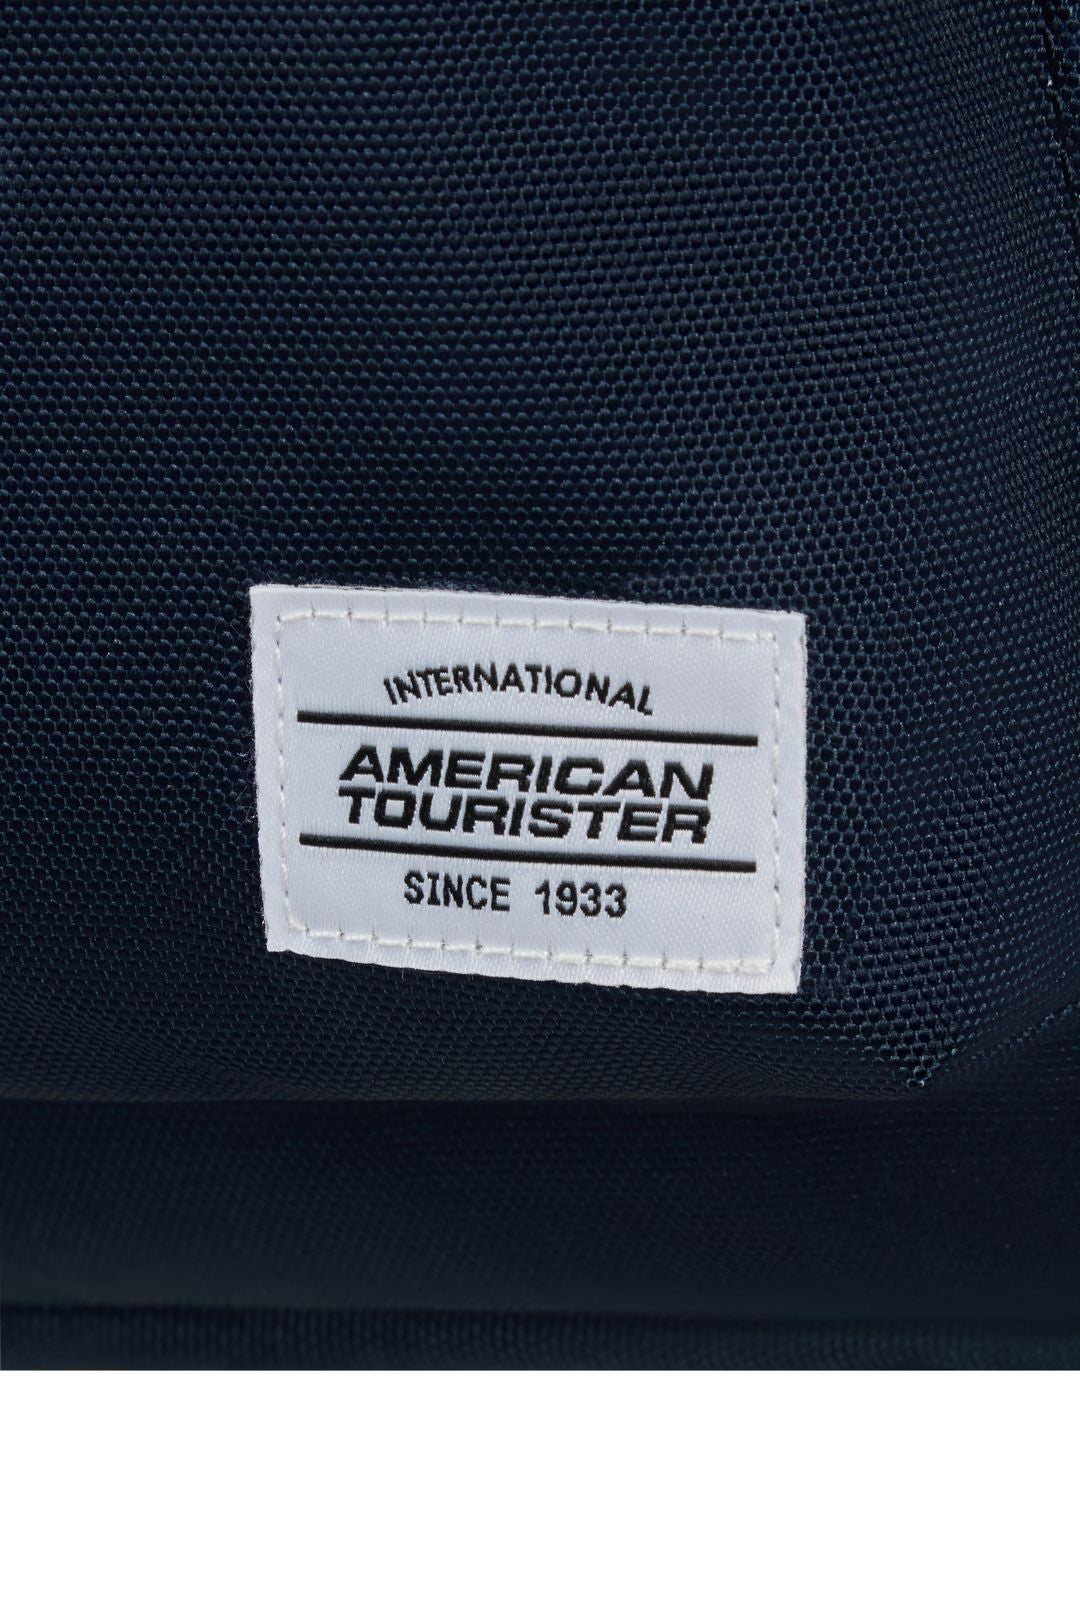 INTERNATIONAL
AMERICAN
TOURISTER
SINCE 1933